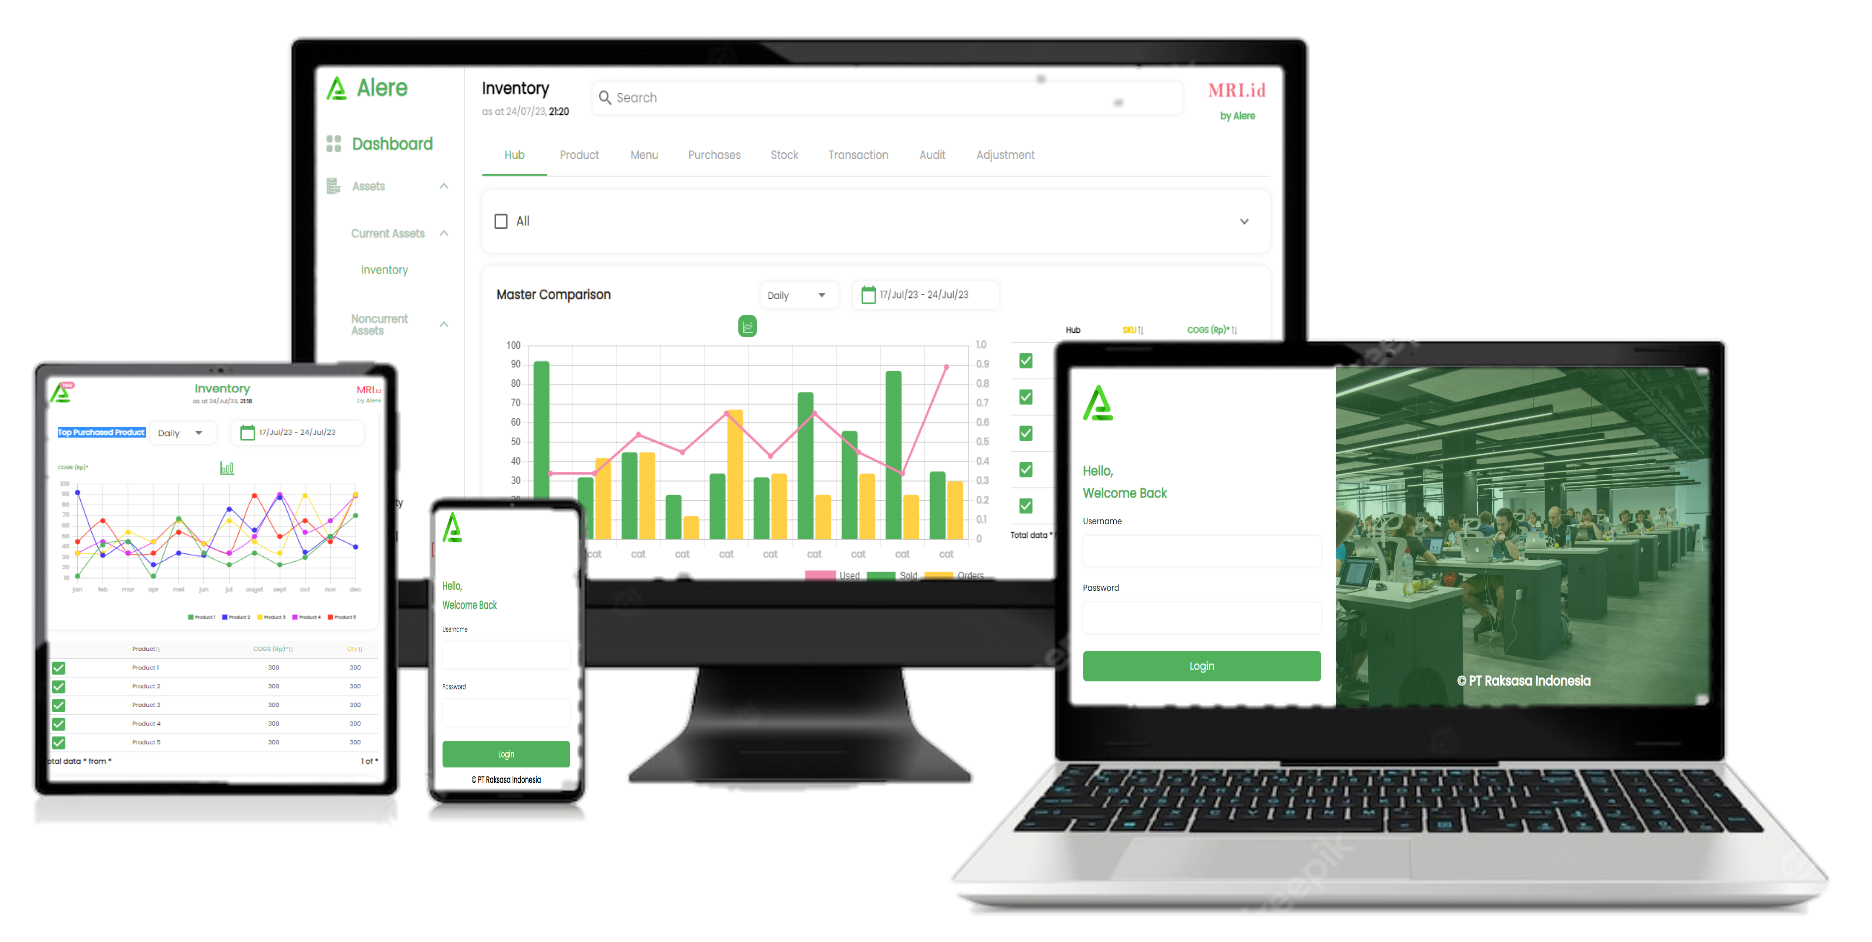 Alere
Dashboard
Assets
Current Assets
Inventory
Noncurrent
Assets
ty
Inventory
as at 24/07/23, 21:20
Search
MRI.id
by Alere
Hub Product Menu Purchases Stock Transaction Audit Adjustment
All
Master Comparison
Daily
17/Jul/23 - 24/Jul/23
Hub SKU COGS (Rp)*
100
90
80
70
60
50
40
30
20
1.0
0.9
0.8
0.7
0.6
0.5
0.4
0.3
0.2
0.1
0
cat cat cat cat cat cat cat cat cat
Used Sold Orders
Total data *
Inventory
as at 24/Jul/23, 21:18
MRI.id
by Alere
Top Purchased Product
Daily
17/Jul/23 - 24/Jul/23
COGS (Rp)*
100
90
80
70
60
50
40
30
20
10
jan feb mar apr mei jun jul augst sept oct nov dec
Product 1 Product 2 Product 3 Product 4 Product 5
Product COGS (Rp)* Qty
Product 1 300 300
Product 2 300 300
Product 3 300 300
Product 4 300 300
Product 5 300 300
otal data * from *
1 of *
Hello,
Welcome Back
Username
Password
Login
© PT Raksasa Indonesia
Hello,
Welcome Back
Username
Password
Login
© PT Raksasa Indonesia